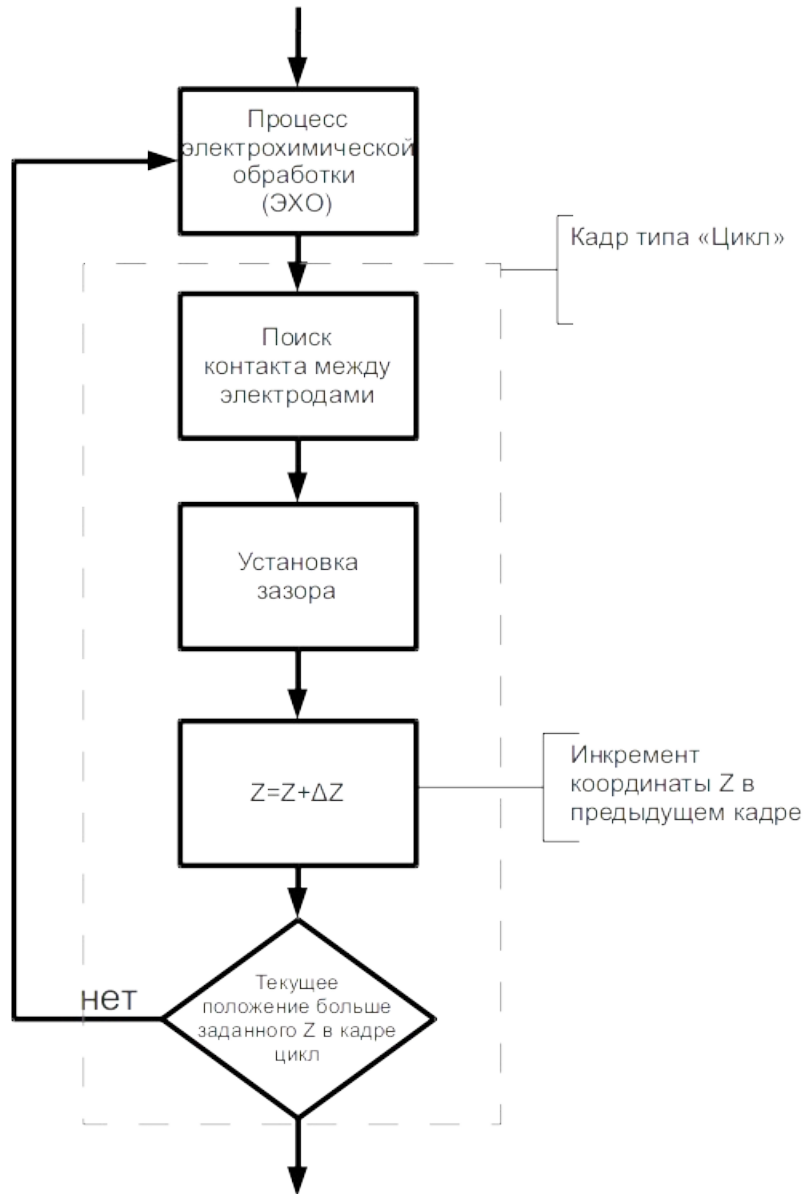 Процесс
электрохимической
обработки
(ЭХО)
Кадр типа «Цикл»
Поиск
контакта между
электродами
Установка
зазора
Z=Z+ΔZ
Инкремент
координаты Z в
предыдущем кадре
Текущее
положение больше
заданного Z в кадре
цикл
нет